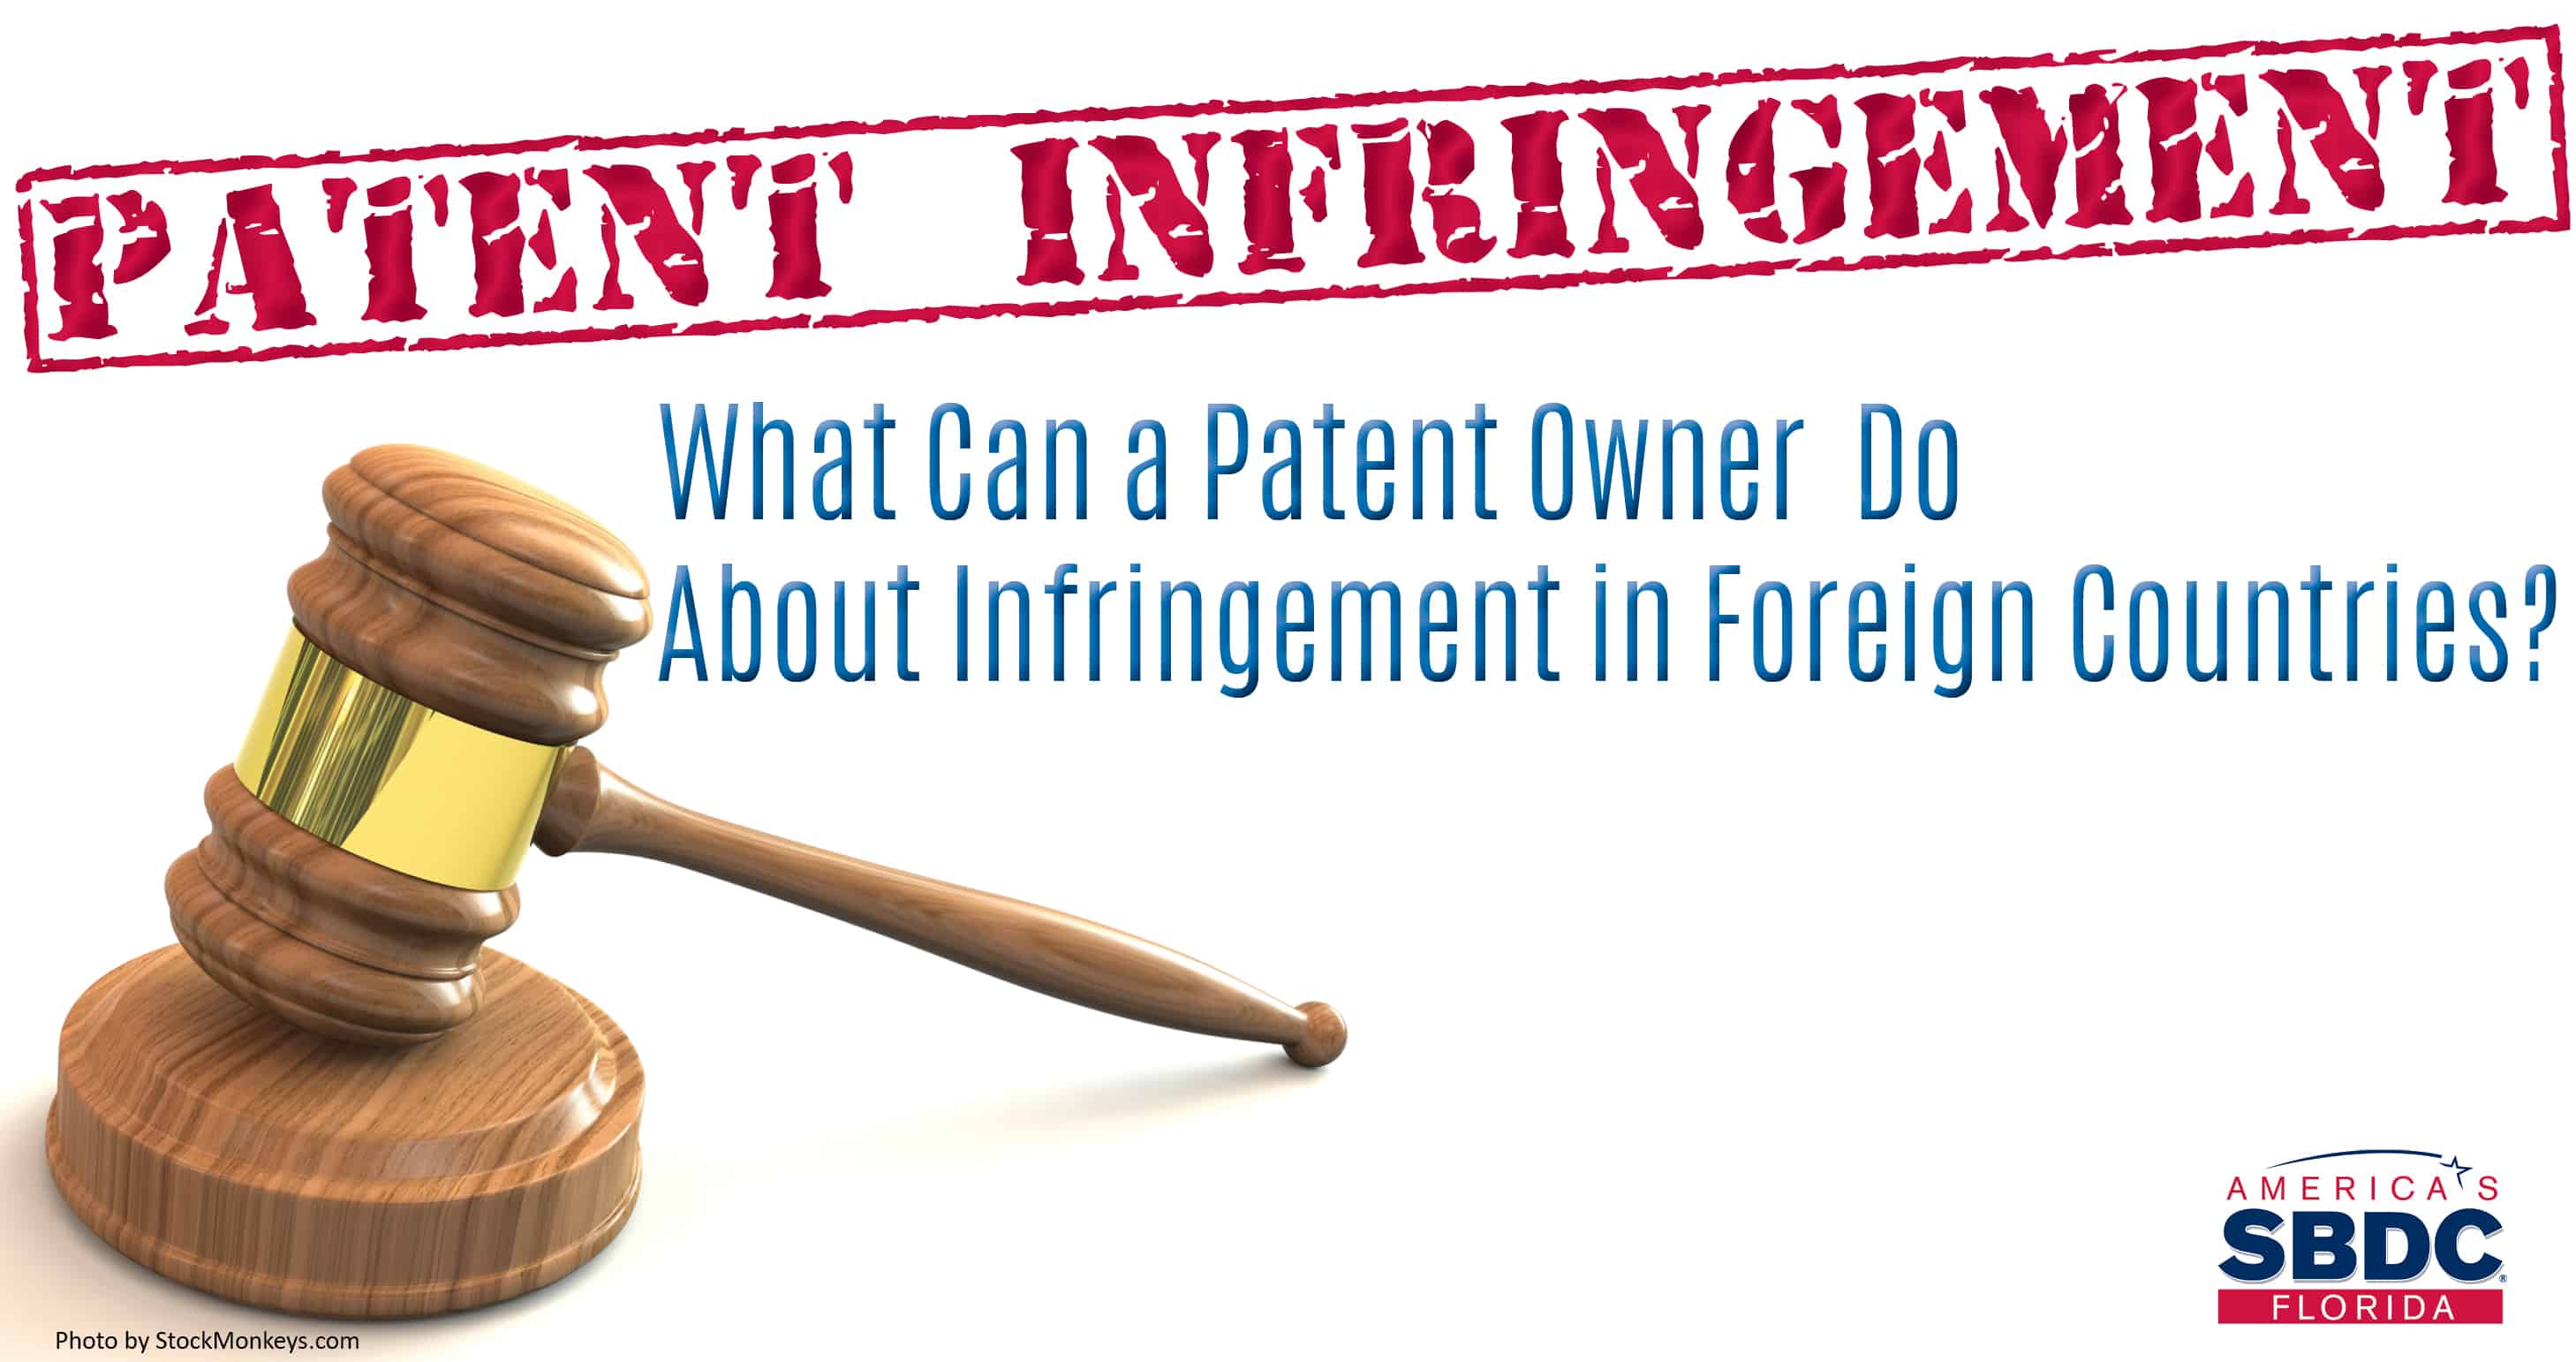 PATENT INFRINGEMENT
What Can a Patent Owner Do
About Infringement in Foreign Countries?
AMERICA'S
SBDC®
FLORIDA
Photo by StockMonkeys.com